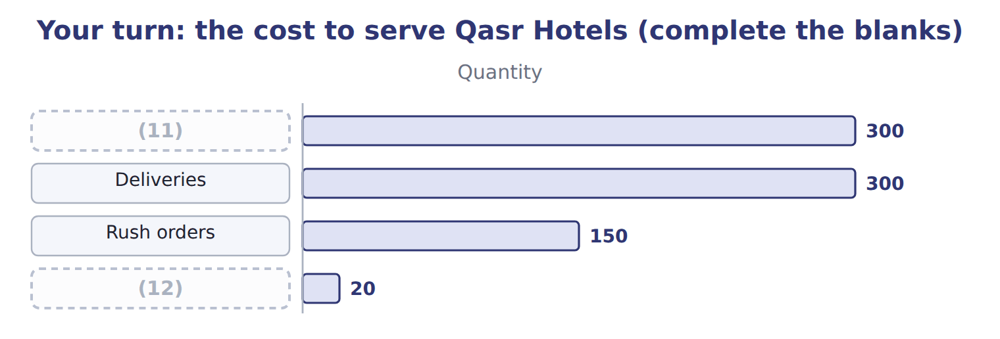 Your turn: the cost to serve Qasr Hotels (complete the blanks)
Quantity
(11)
300
Deliveries
300
Rush orders
150
(12)
20